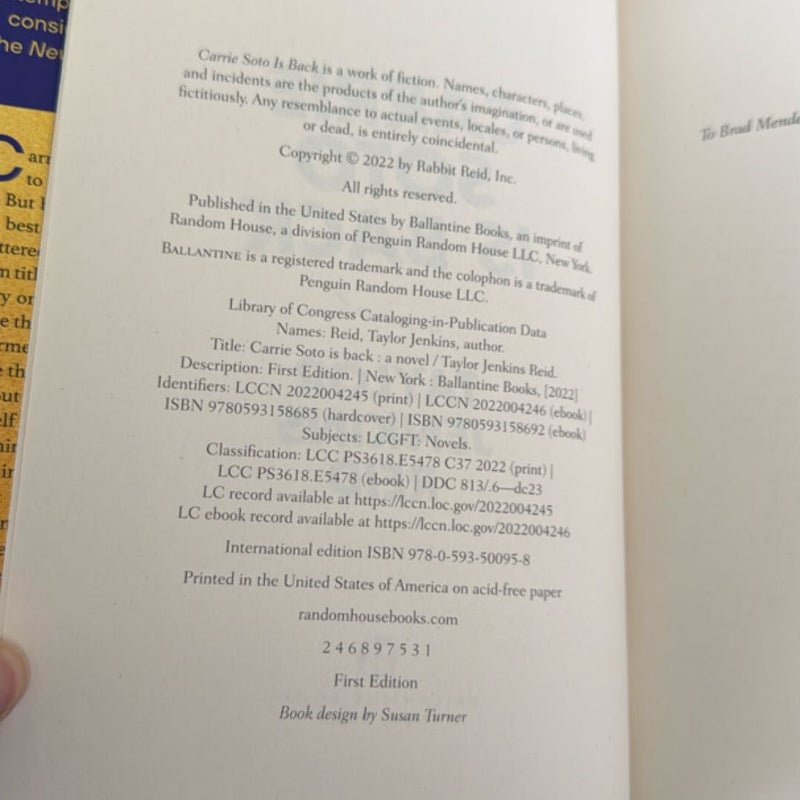 consi
he Ne
to
But
best
Carrie Soto Is Back is a work of fiction. Names, characters, places,
and incidents are the products of the author's imagination, or are used
fictitiously. Any resemblance to actual events, locales, or persons, living
or dead, is entirely coincidental.
Copyright © 2022 by Rabbit Reid, Inc.
All rights reserved.
Published in the United States by Ballantine Books, an imprint of
Random House, a division of Penguin Random House LLC, New York.
BALLANTINE is a registered trademark and the colophon is a trademark of
Penguin Random House LLC.
Library of Congress Cataloging-in-Publication Data
Names: Reid, Taylor Jenkins, author.
Title: Carrie Soto is back : a novel / Taylor Jenkins Reid.
Description: First Edition. | New York : Ballantine Books, [2022]
Identifiers: LCCN 2022004245 (print) | LCCN 2022004246 (ebook) |
ISBN 9780593158685 (hardcover) | ISBN 9780593158692 (ebook)
Subjects: LCGFT: Novels.
Classification: LCC PS3618.E5478 C37 2022 (print) |
LCC PS3618.E5478 (ebook) | DDC 813/.6—dc23
LC record available at https://lccn.loc.gov/2022004245
LC ebook record available at https://lccn.loc.gov/2022004246
International edition ISBN 978-0-593-50095-8
Printed in the United States of America on acid-free paper
randomhousebooks.com
2 4 6 8 9 7 5 3 1
First Edition
Book design by Susan Turner
To Brad Mende